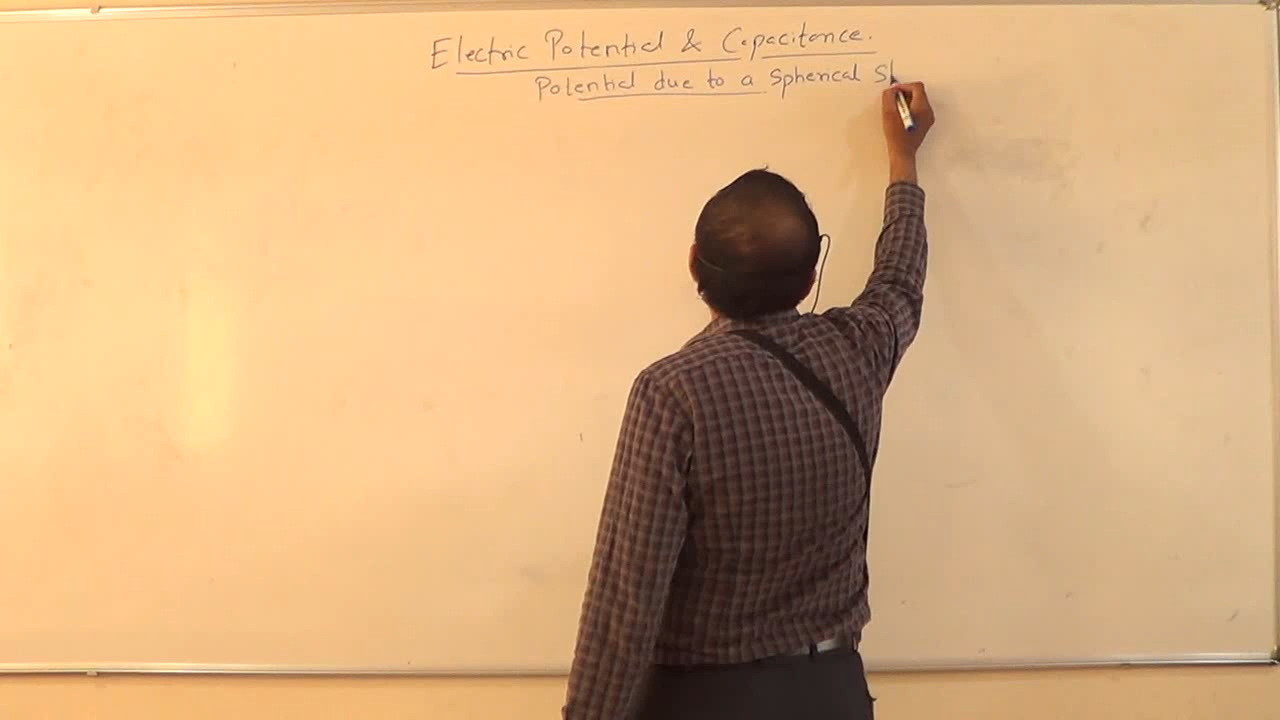 Electric Potential & Capacitance.
Potential due to a Spherical